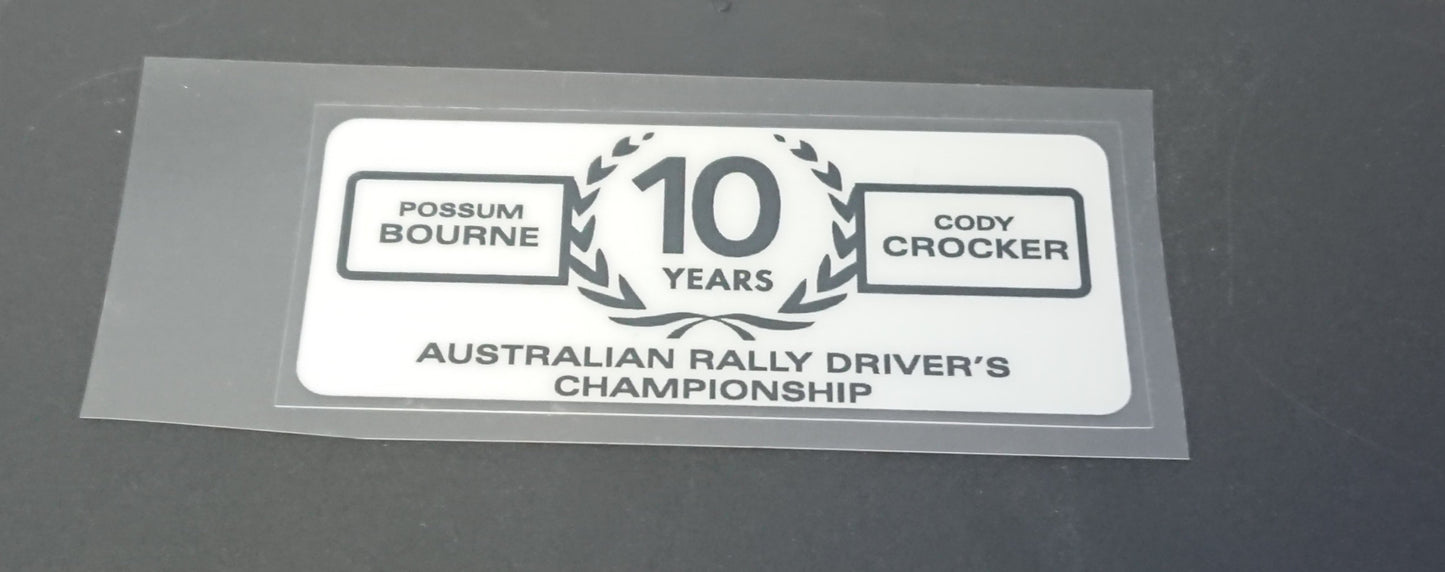 POSSUM
BOURNE
10
YEARS
CODY
CROCKER
AUSTRALIAN RALLY DRIVER'S
CHAMPIONSHIP